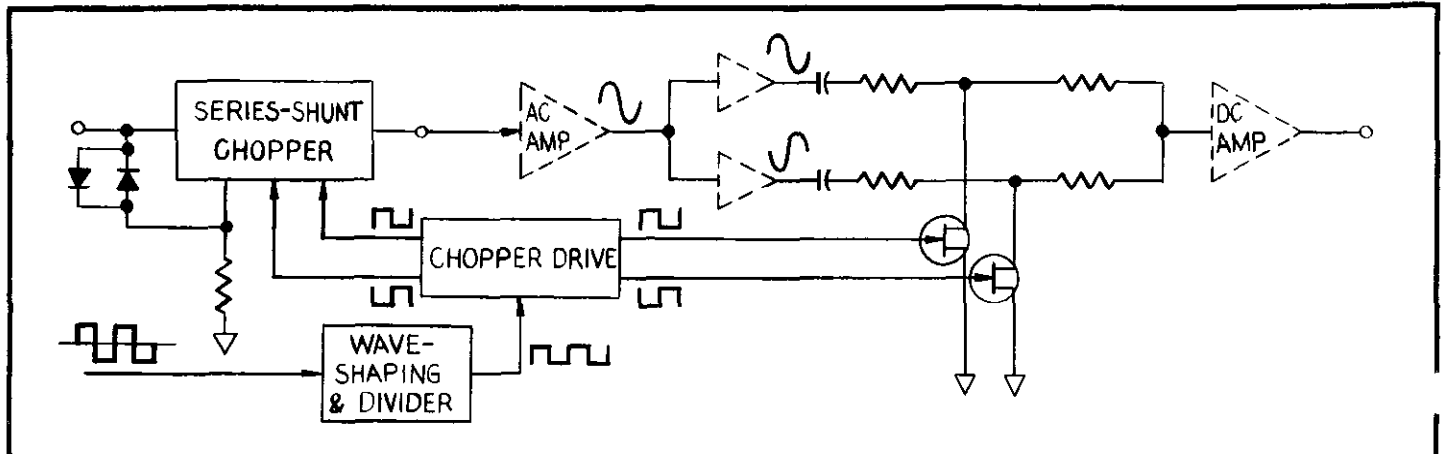 SERIES-SHUNT
CHOPPER
AC
AMP
DC
AMP
CHOPPER DRIVE
WAVE-
SHAPING
& DIVIDER